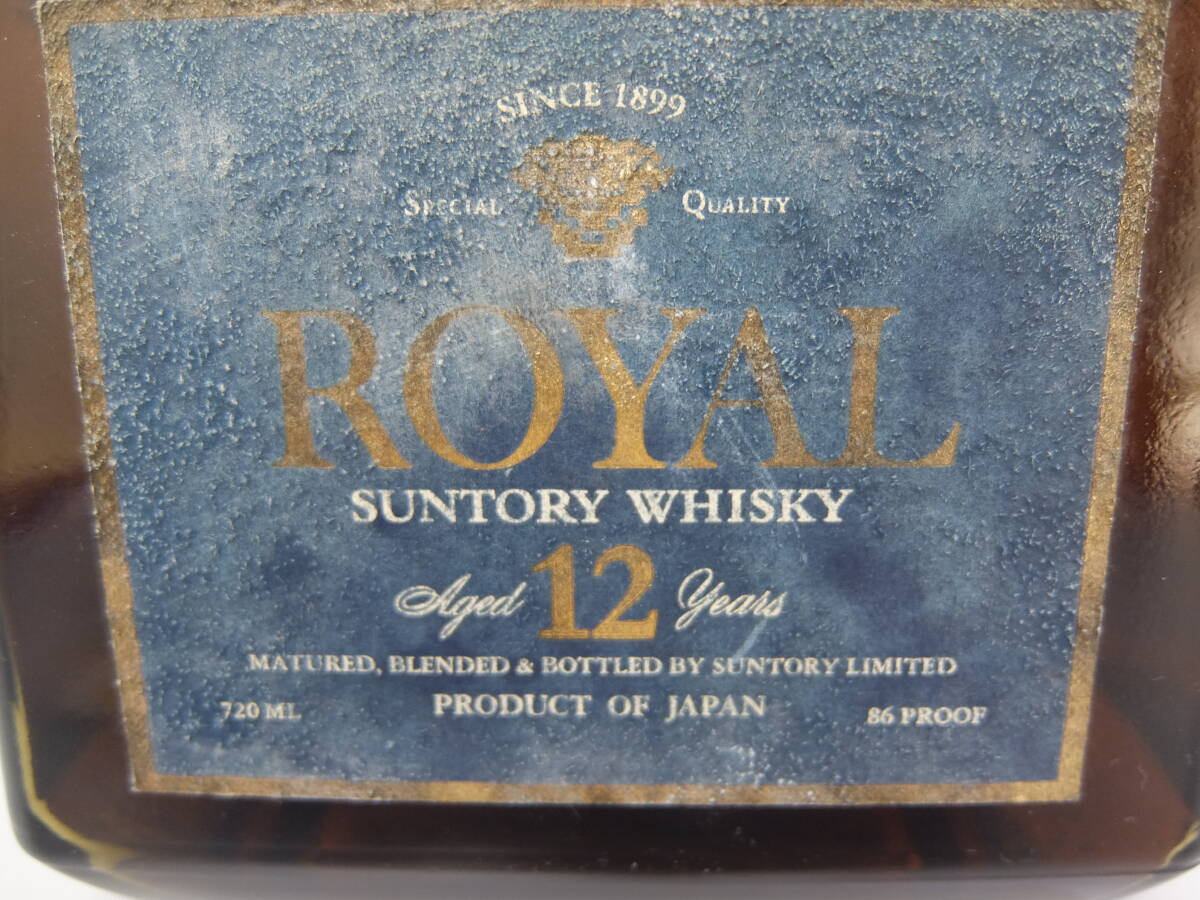 SINCE 1899
SPECIAL QUALITY
ROYAL
SUNTORY WHISKY
Aged 12 Years
MATURED, BLENDED & BOTTLED BY SUNTORY LIMITED
720 ML PRODUCT OF JAPAN 86 PROOF